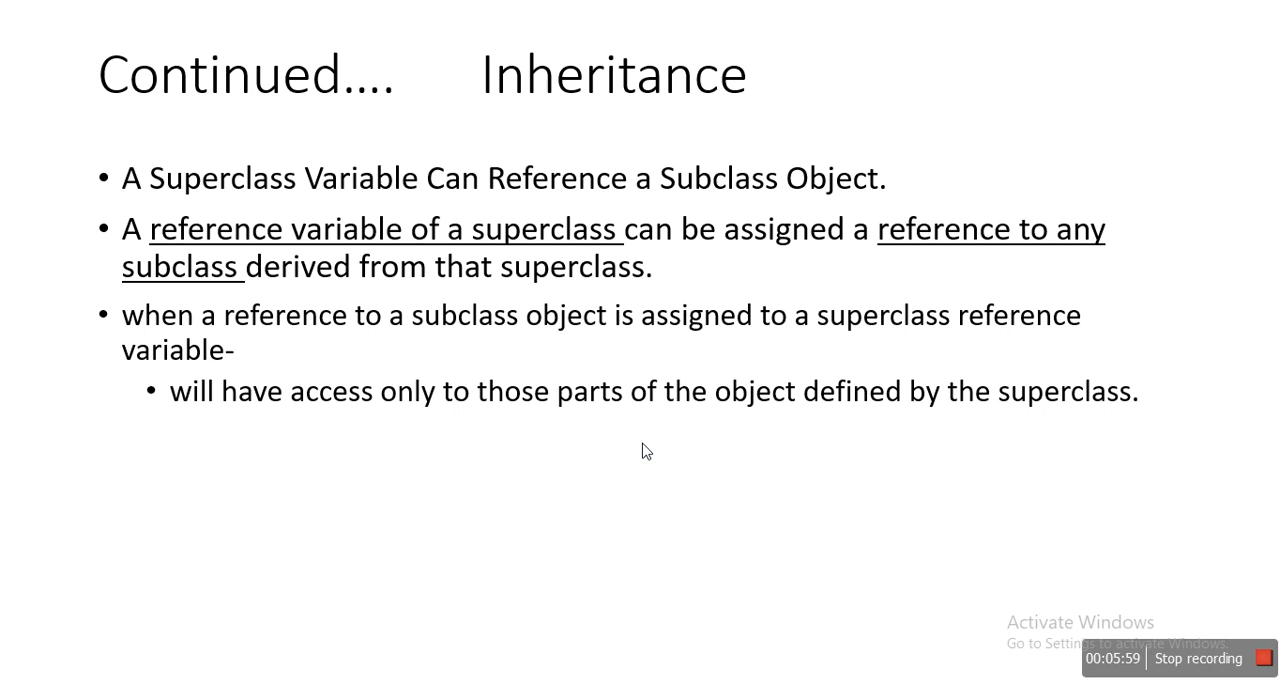 Continued.... Inheritance
• A Superclass Variable Can Reference a Subclass Object.
• A reference variable of a superclass can be assigned a reference to any
subclass derived from that superclass.
• when a reference to a subclass object is assigned to a superclass reference
variable-
• will have access only to those parts of the object defined by the superclass.
Activate Windows
Go to Settings to activate Windows.
00:05:59 Stop recording